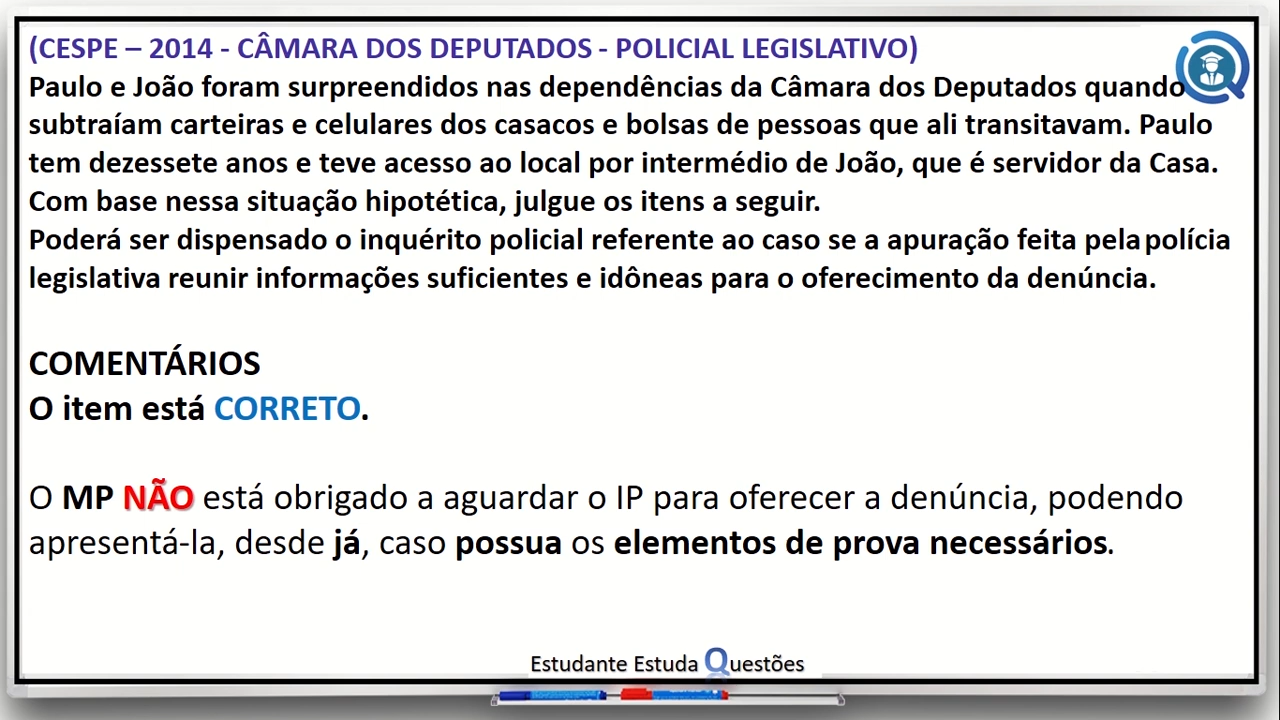 (CESPE – 2014 - CÂMARA DOS DEPUTADOS - POLICIAL LEGISLATIVO)
Paulo e João foram surpreendidos nas dependências da Câmara dos Deputados quando
subtraíam carteiras e celulares dos casacos e bolsas de pessoas que ali transitavam. Paulo
tem dezessete anos e teve acesso ao local por intermédio de João, que é servidor da Casa.
Com base nessa situação hipotética, julgue os itens a seguir.
Poderá ser dispensado o inquérito policial referente ao caso se a apuração feita pela polícia
legislativa reunir informações suficientes e idôneas para o oferecimento da denúncia.
COMENTÁRIOS
O item está CORRETO.
O MP NÃO está obrigado a aguardar o IP para oferecer a denúncia, podendo
apresentá-la, desde já, caso possua os elementos de prova necessários.
Estudante Estuda Questões